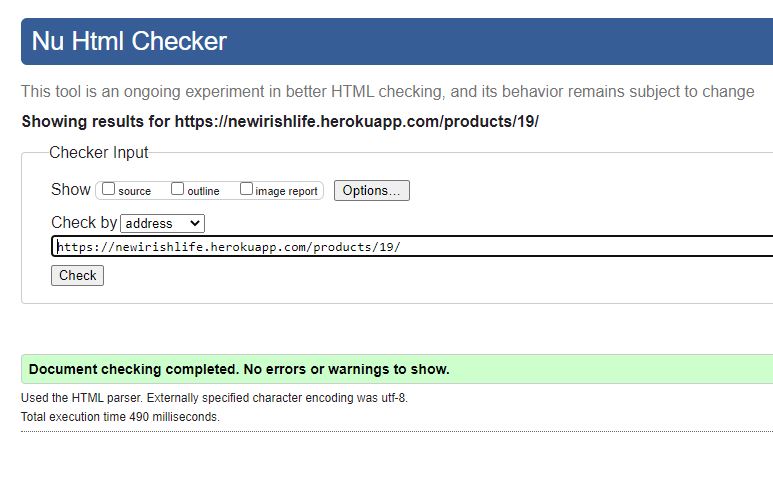 Nu Html Checker
This tool is an ongoing experiment in better HTML checking, and its behavior remains subject to change
Showing results for https://newirishlife.herokuapp.com/products/19/
Checker Input
Show source outline image report Options...
Check by address
https://newirishlife.herokuapp.com/products/19/
Check
Document checking completed. No errors or warnings to show.
Used the HTML parser. Externally specified character encoding was utf-8.
Total execution time 490 milliseconds.